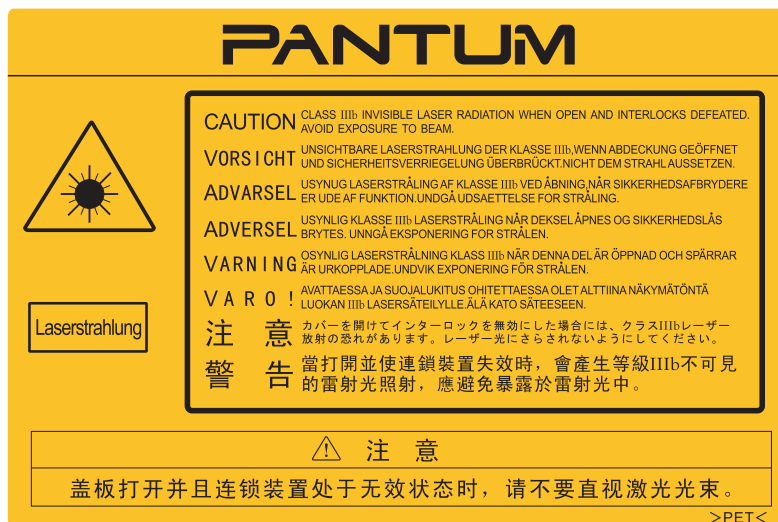 PANTUM
CAUTION CLASS IIIb INVISIBLE LASER RADIATION WHEN OPEN AND INTERLOCKS DEFEATED.
AVOID EXPOSURE TO BEAM.
VORSICHT UNSICHTBARE LASERSTRAHLUNG DER KLASSE IIIb,WENN ABDECKUNG GEÖFFNET
UND SICHERHEITSVERRIEGELUNG ÜBERBRÜCKT.NICHT DEM STRAHL AUSSETZEN.
ADVARSEL USYNUG LASERSTRÅLING AF KLASSE IIIb VED ÅBNING,NÅR SIKKERHEDSAFBRYDERE
ER UDE AF FUNKTION.UNDGÅ UDSAETTELSE FOR STRÅLING.
ADVERSEL USYNLIG KLASSE IIIb LASERSTRÅLING NÅR DEKSEL ÅPNES OG SIKKERHEDSLÅS
BRYTES. UNNGÅ EKSPONERING FOR STRÅLEN.
VARNING OSYNLIG LASERSTRÅLNING KLASS IIIb NÄR DENNA DEL ÄR ÖPPNAD OCH SPÄRRAR
ÄR URKOPPLADE.UNDVIK EXPONERING FÖR STRÅLEN.
VARO! AVATTAESSA JA SUOJALUKITUS OHITETTAESSA OLET ALTTIINA NÄKYMÄTÖNTÄ
LUOKAN IIIb LASERSÄTEILYLLE.ÄLÄ KATO SÄTEESEEN.
Laserstrahlung
注 意 カバーを開けてインターロックを無効にした場合には、クラスIIIbレーザー
放射の恐れがあります。レーザー光にさらされないようにしてください。
警 告 當打開並使連鎖裝置失效時，會產生等級IIIb不可見
的雷射光照射，應避免暴露於雷射光中。
注 意
盖板打开并且连锁装置处于无效状态时，请不要直视激光光束。
>PET<